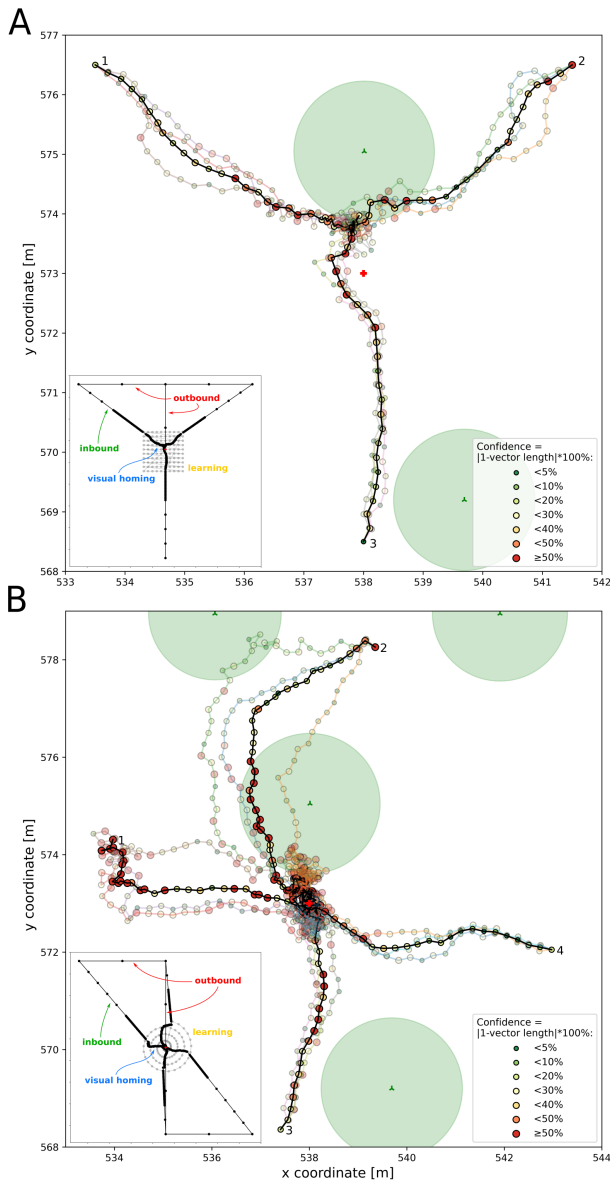 A
577
576
575
574
573
572
571
570
569
568
y coordinate [m]
1
2
3
outbound
inbound
visual homing
learning
Confidence =
|1-vector length|*100%:
<5%
<10%
<20%
<30%
<40%
<50%
≥50%
533 534 535 536 537 538 539 540 541 542
B
578
576
574
572
570
568
y coordinate [m]
2
1
4
3
outbound
inbound
learning
visual homing
Confidence =
|1-vector length|*100%:
<5%
<10%
<20%
<30%
<40%
<50%
≥50%
534 536 538 540 542 544
x coordinate [m]